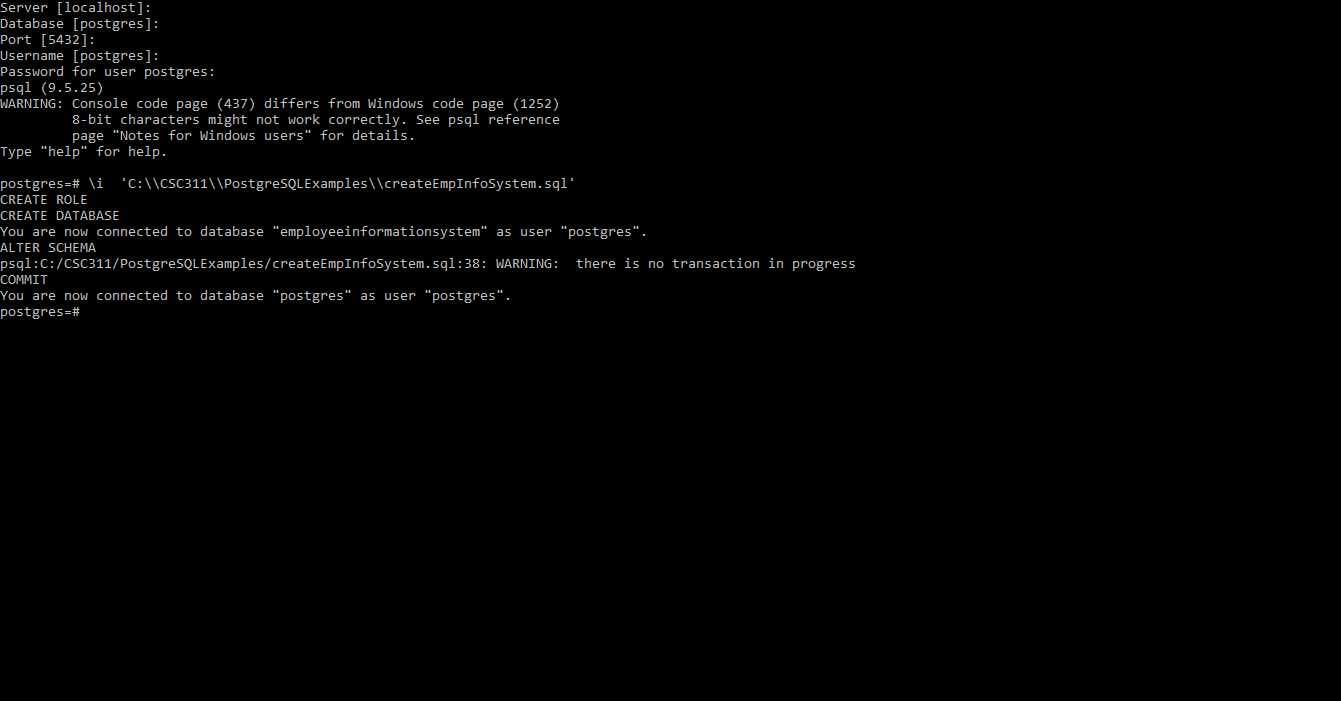 Server [localhost]:
Database [postgres]:
Port [5432]:
Username [postgres]:
Password for user postgres:
psql (9.5.25)
WARNING: Console code page (437) differs from Windows code page (1252)
         8-bit characters might not work correctly. See psql reference
         page "Notes for Windows users" for details.
Type "help" for help.

postgres=# \i  'C:\\CSC311\\PostgreSQLExamples\\createEmpInfoSystem.sql'
CREATE ROLE
CREATE DATABASE
You are now connected to database "employeeinformationsystem" as user "postgres".
ALTER SCHEMA
psql:C:/CSC311/PostgreSQLExamples/createEmpInfoSystem.sql:38: WARNING:  there is no transaction in progress
COMMIT
You are now connected to database "postgres" as user "postgres".
postgres=#